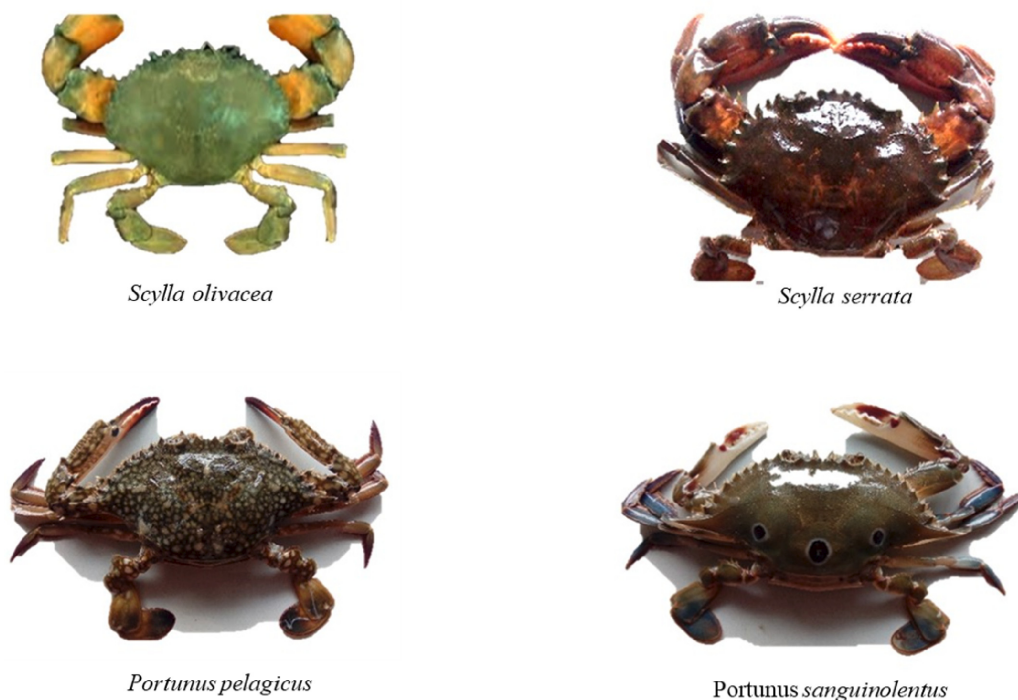 Scylla olivacea
Scylla serrata
Portunus pelagicus
Portunus sanguinolentus